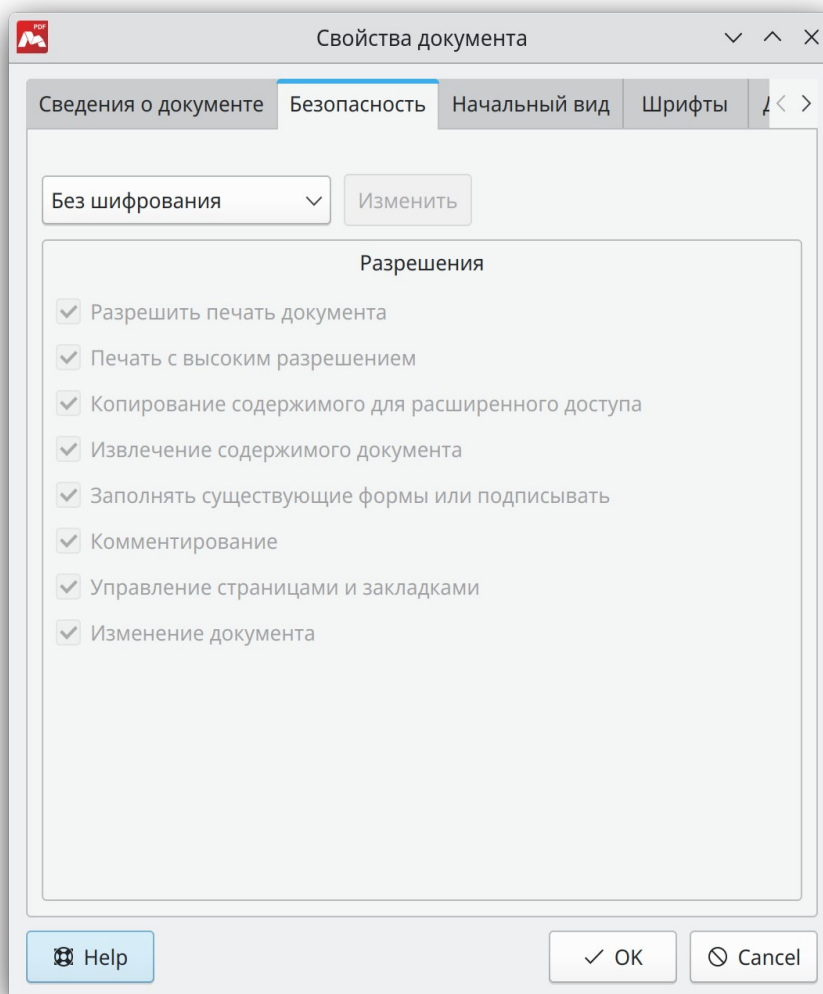 PDF
Свойства документа
Сведения о документе Безопасность Начальный вид Шрифты
Без шифрования Изменить
Разрешения
Разрешить печать документа
Печать с высоким разрешением
Копирование содержимого для расширенного доступа
Извлечение содержимого документа
Заполнять существующие формы или подписывать
Комментирование
Управление страницами и закладками
Изменение документа
Help OK Cancel